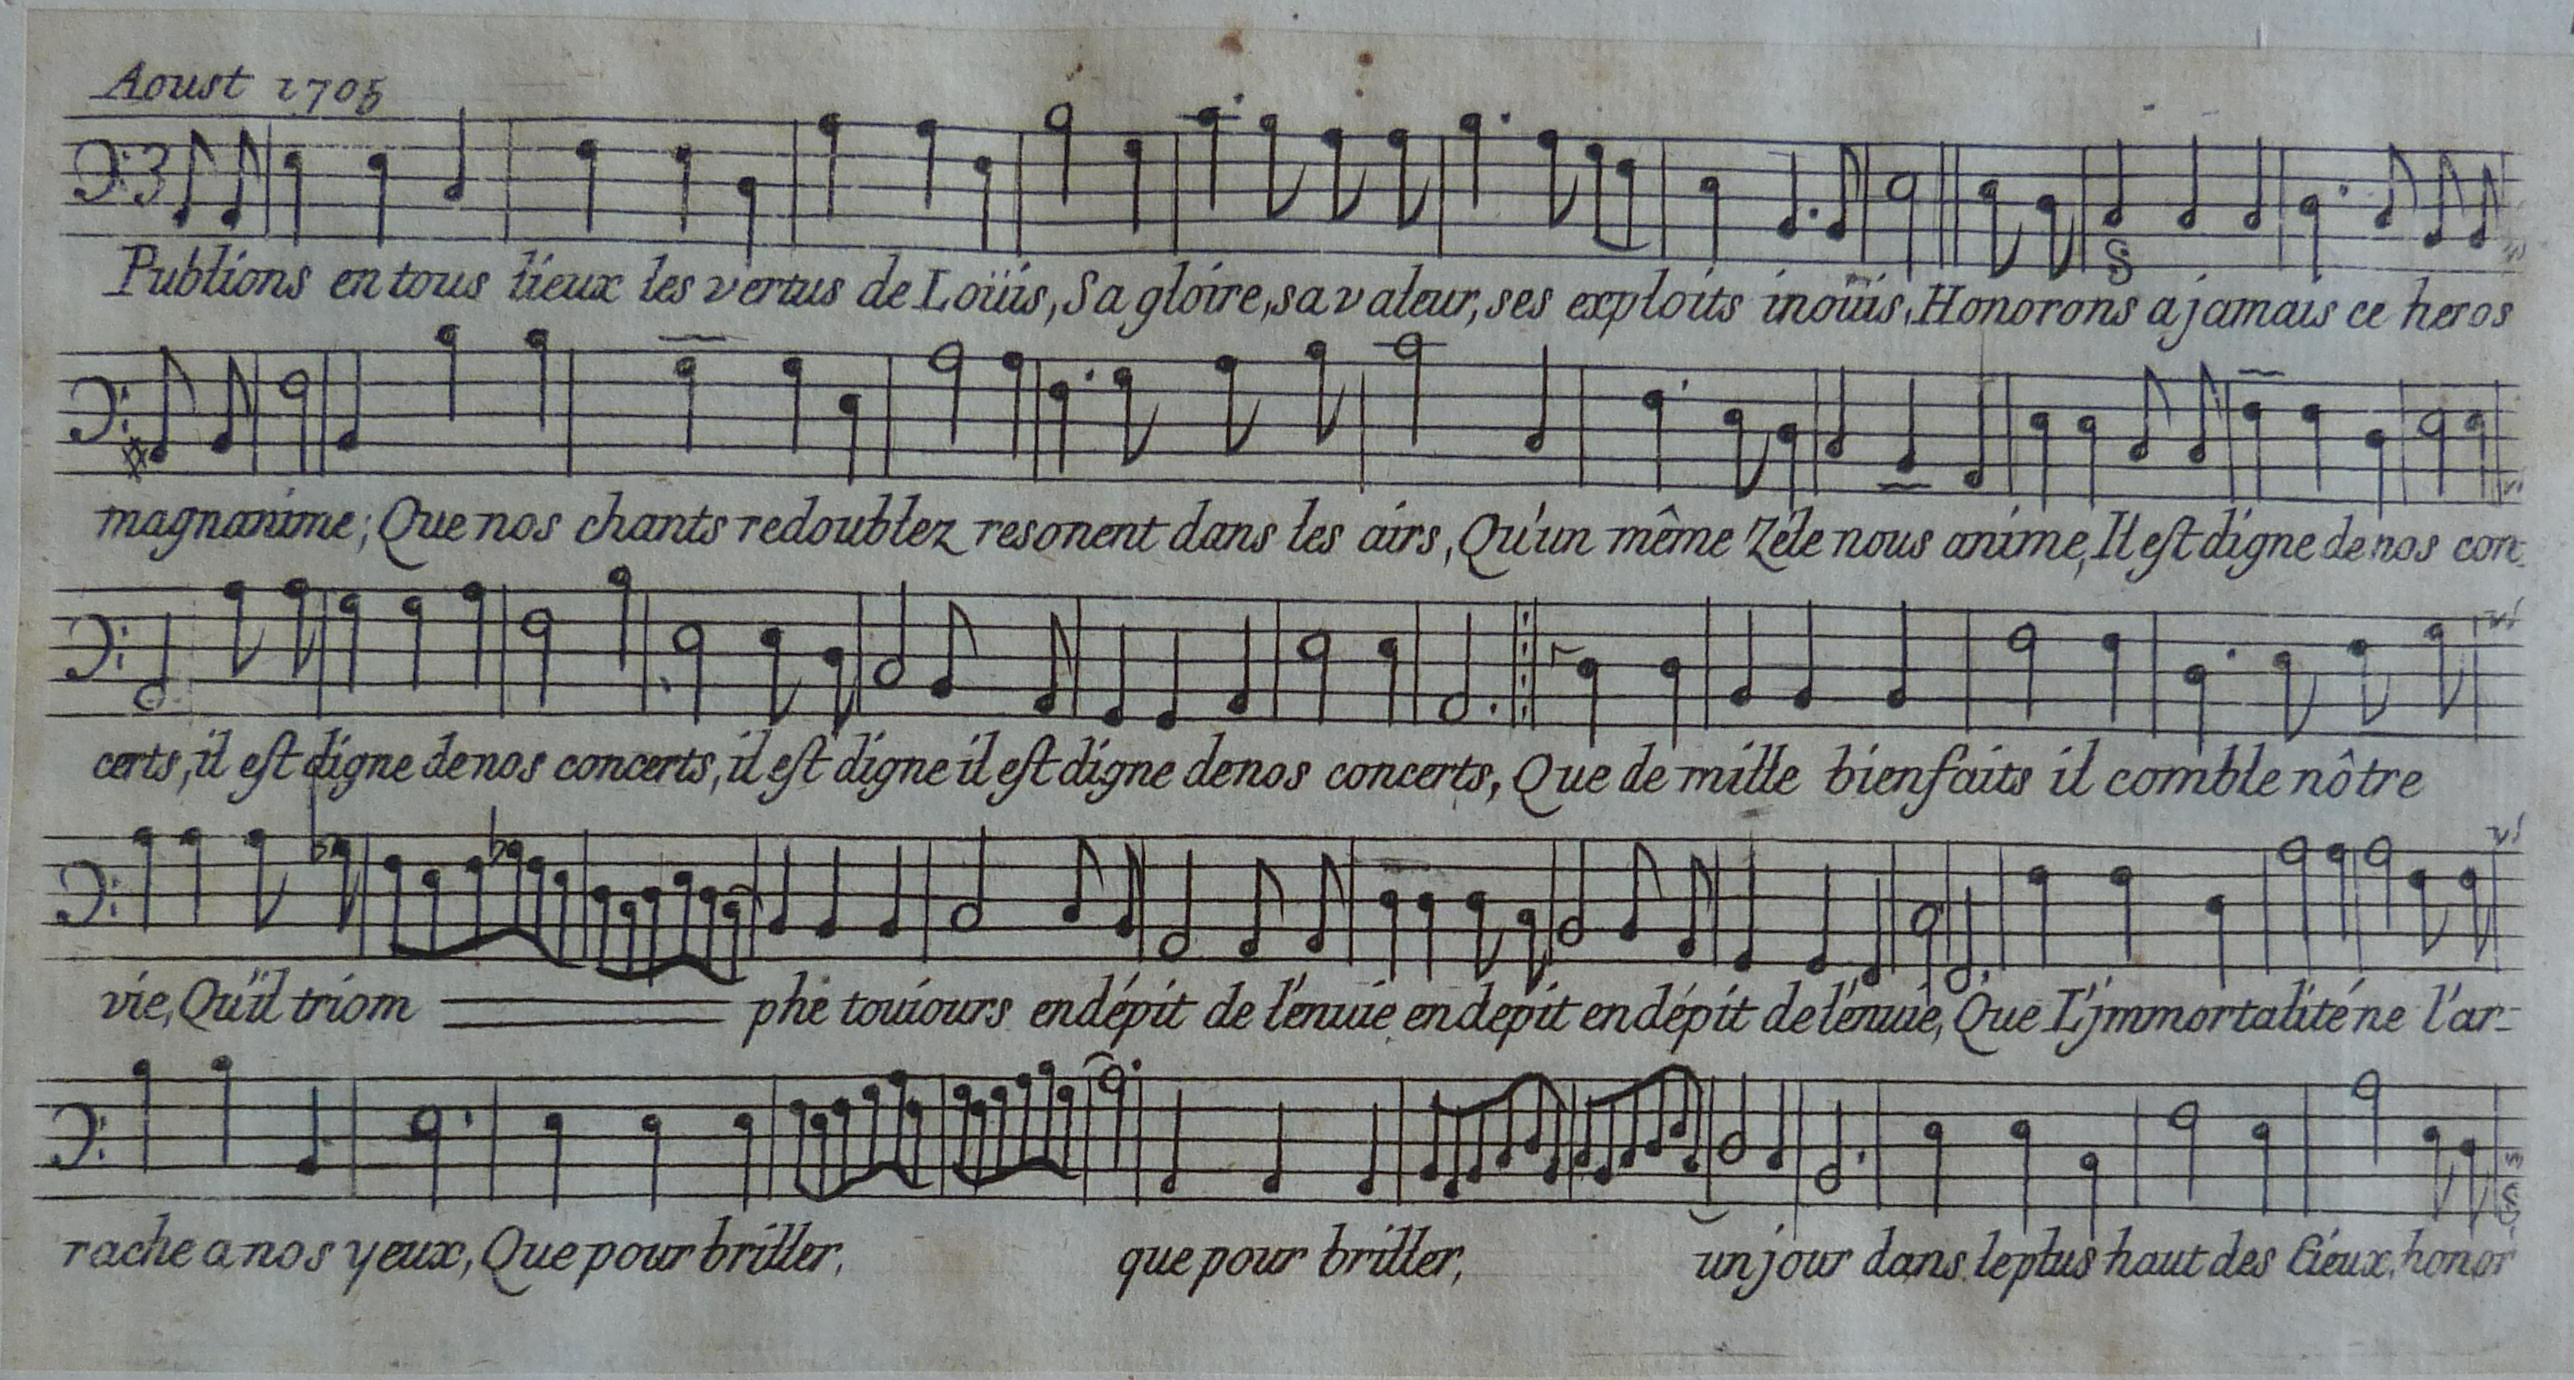 Aoust 1705
3
Publions en tous lieux les vertus de Loüis, Sa gloire, sa valeur, ses exploits inoüis, Honorons a jamais ce heros
magnanime; Que nos chants redoublez resonent dans les airs, Qu'un même Zéle nous anime, Il est digne de nos con-
certs, il est digne de nos concerts, il est digne il est digne de nos concerts, Que de mille bienfaits il comble nôtre
vie, Qu'il triom phe touiours en dépit de l'enuie en depit en dépit de l'enuie, Que L'jmmortalité ne l'ar-
rache a nos yeux, Que pour briller, que pour briller, un jour dans le plus haut des Cieux, honor